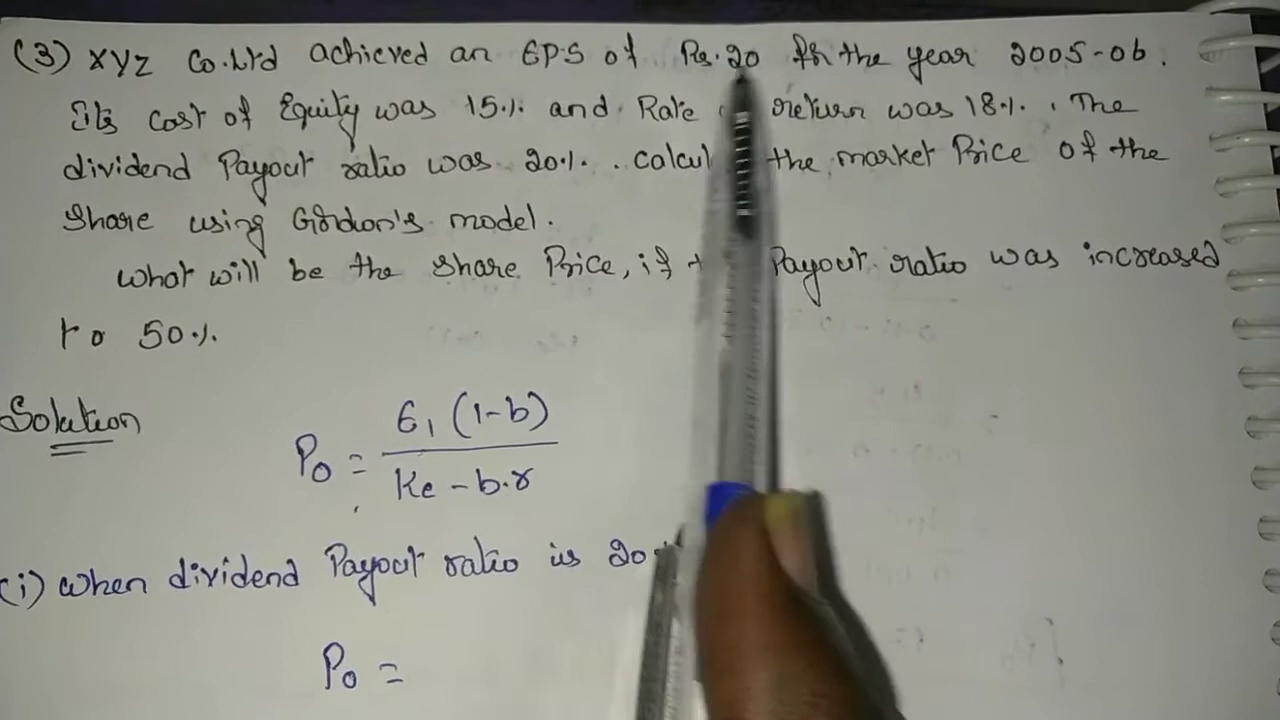 (3) XYZ Co.Ltd achieved an EPS of Rs.20 for the year 2005-06.
Its cost of Equity was 15%. and Rate return was 18%. . The
dividend Payout ratio was 20%. . calcul the market Price of the
Share using Gordon's model.
What will be the Share Price, if Payout ratio was increased
to 50%.
Solution
P₀ = E₁ (1-b) / Ke - b.r
(i) When dividend Payout ratio is 20
P₀ =